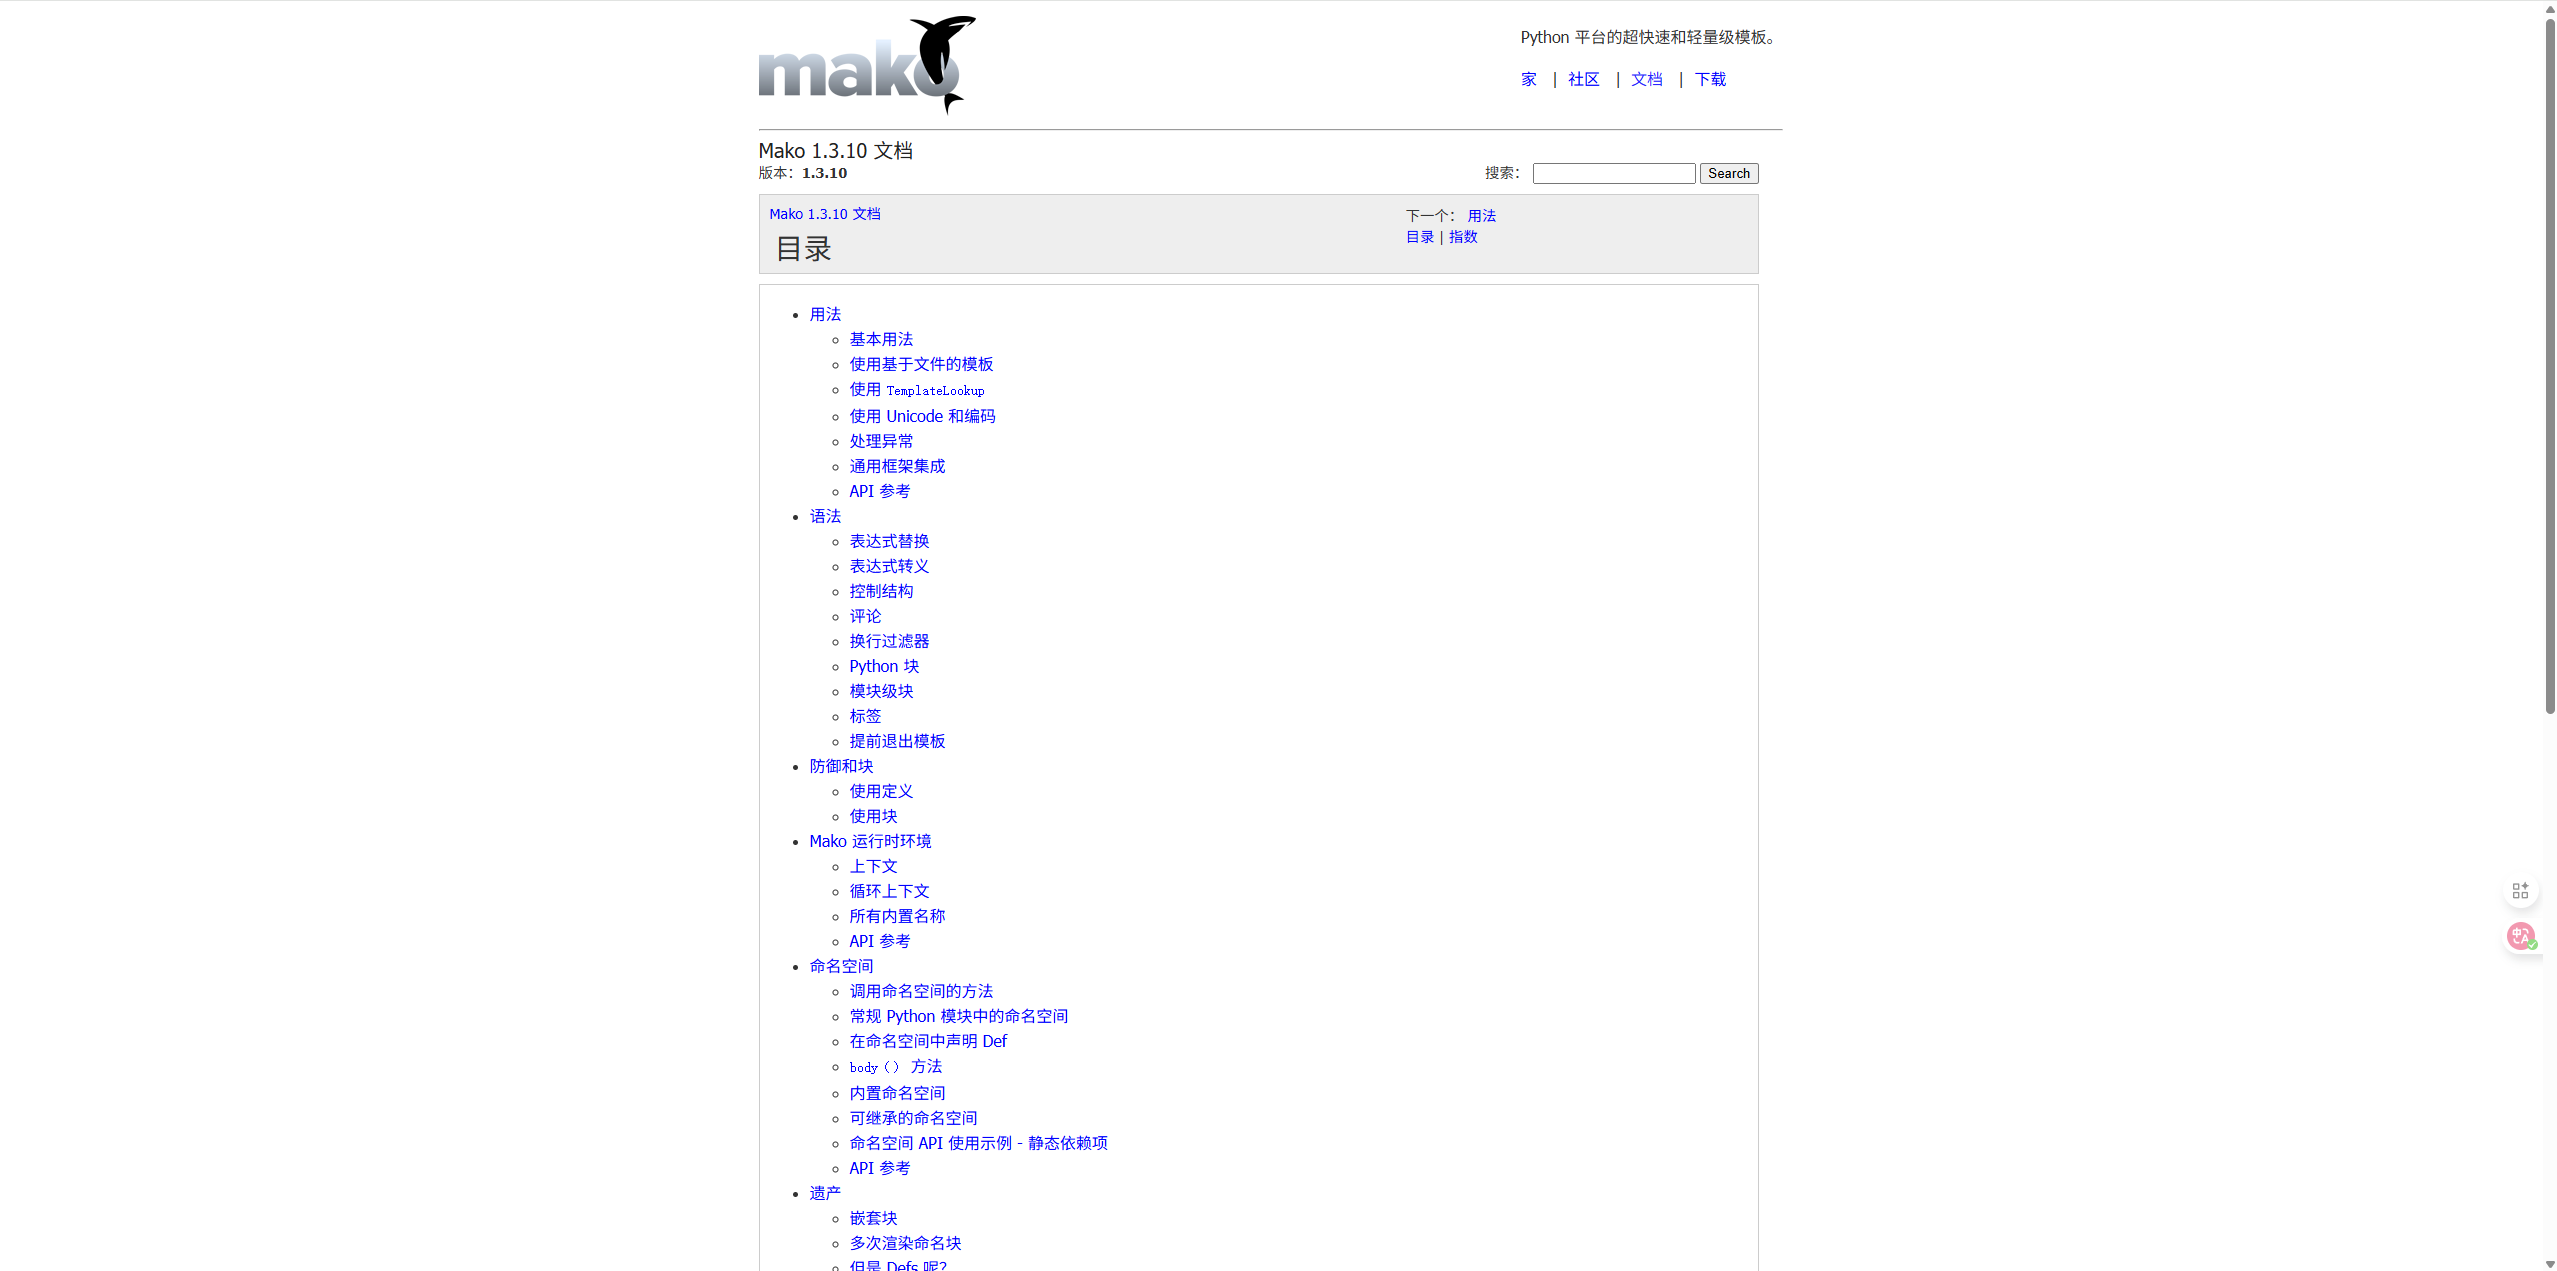 mako
Python 平台的超快速和轻量级模板。
家 | 社区 | 文档 | 下载
Mako 1.3.10 文档
版本：1.3.10
搜索： Search
Mako 1.3.10 文档
目录
下一个： 用法
目录 | 指数
用法
基本用法
使用基于文件的模板
使用 TemplateLookup
使用 Unicode 和编码
处理异常
通用框架集成
API 参考
语法
表达式替换
表达式转义
控制结构
评论
换行过滤器
Python 块
模块级块
标签
提前退出模板
防御和块
使用定义
使用块
Mako 运行时环境
上下文
循环上下文
所有内置名称
API 参考
命名空间
调用命名空间的方法
常规 Python 模块中的命名空间
在命名空间中声明 Def
body（） 方法
内置命名空间
可继承的命名空间
命名空间 API 使用示例 - 静态依赖项
API 参考
遗产
嵌套块
多次渲染命名块
但是 Defs 呢？